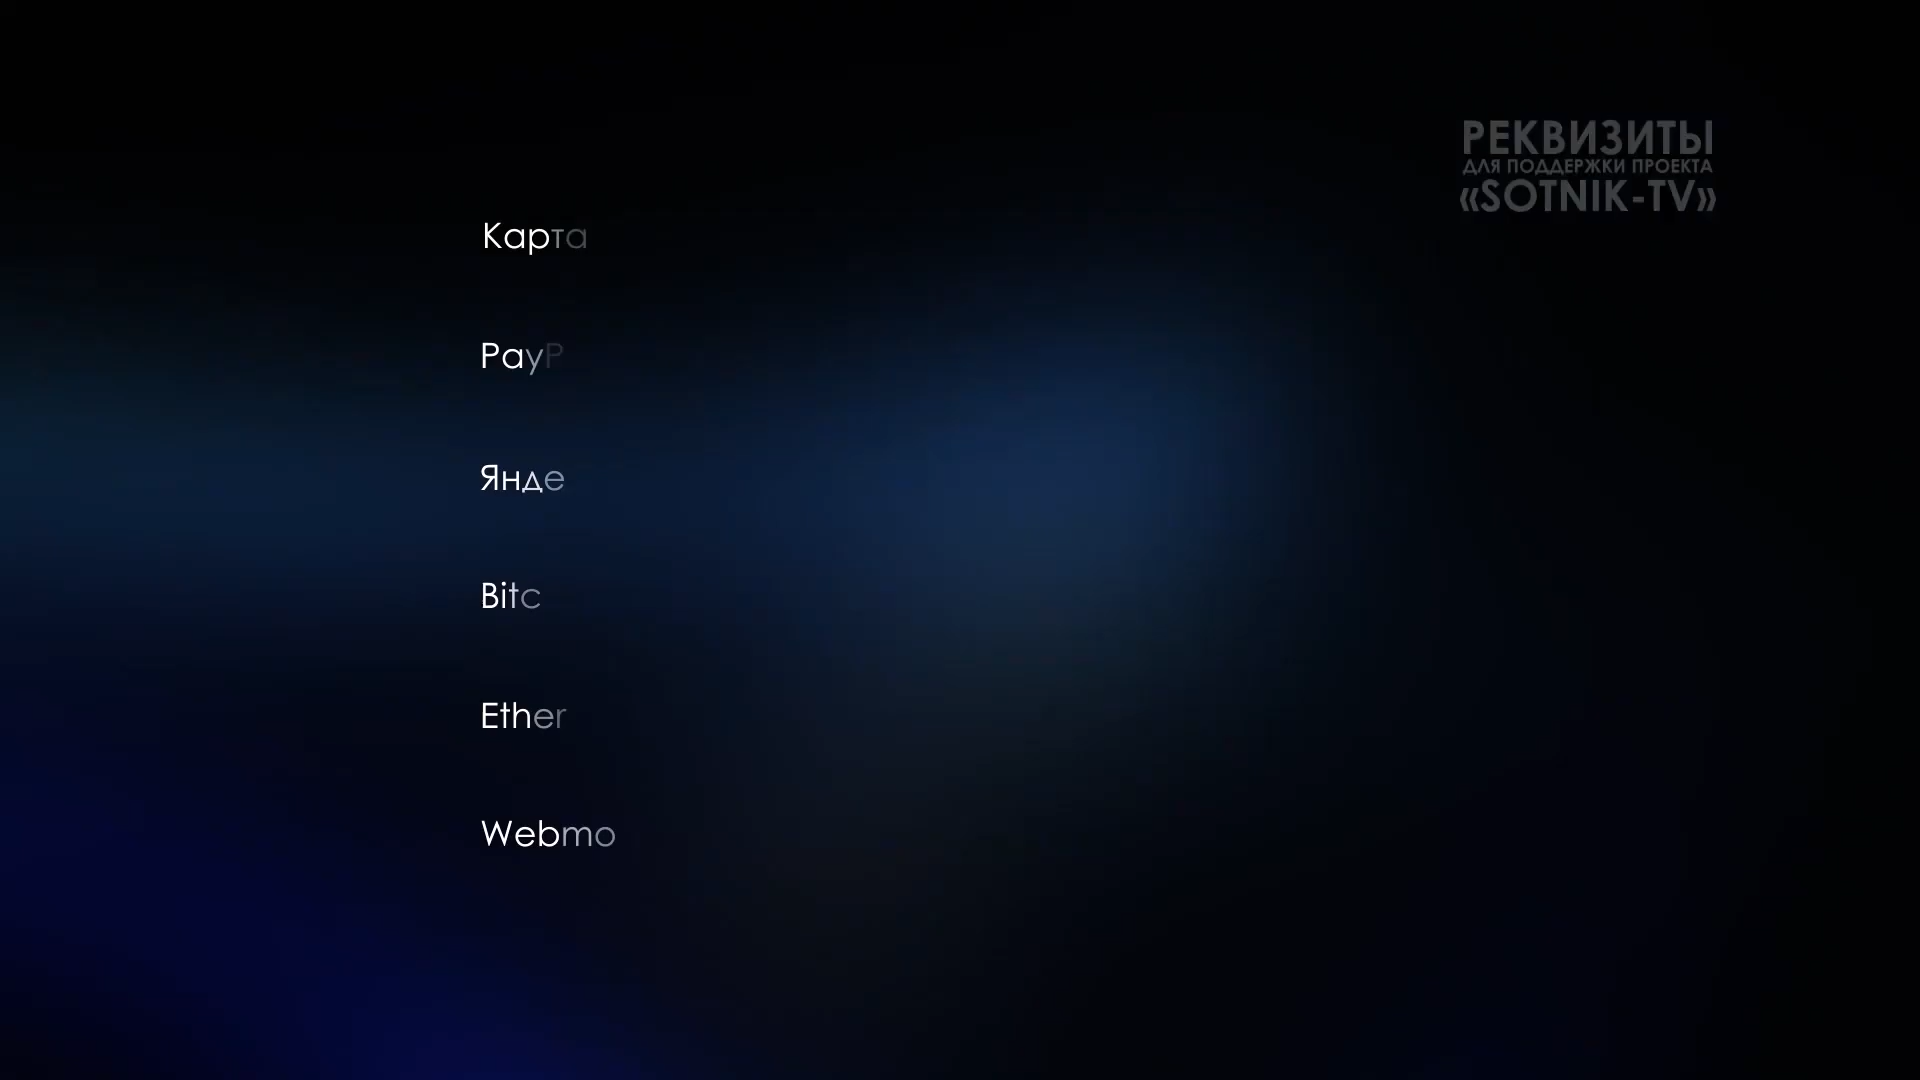 РЕКВИЗИТЫ
ДЛЯ ПОДДЕРЖКИ ПРОЕКТА
«SOTNIK-TV»
Карта
PayP
Янде
Bitc
Ether
Webmo